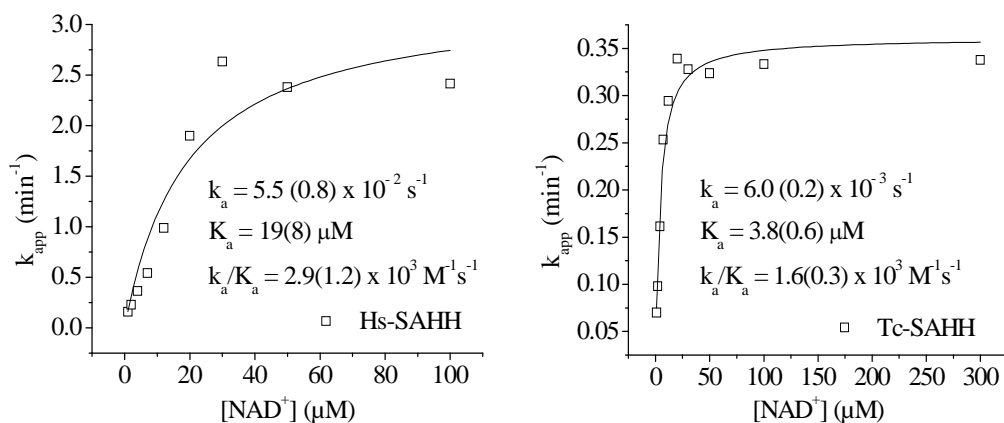 3.0
2.5
2.0
1.5
1.0
0.5
0.0
k_app (min⁻¹)
k_a = 5.5 (0.8) x 10⁻² s⁻¹
K_a = 19(8) μM
k_a/K_a = 2.9(1.2) x 10³ M⁻¹s⁻¹
Hs-SAHH
0 20 40 60 80 100
[NAD⁺] (μM)
0.35
0.30
0.25
0.20
0.15
0.10
0.05
k_app (min⁻¹)
k_a = 6.0 (0.2) x 10⁻³ s⁻¹
K_a = 3.8(0.6) μM
k_a/K_a = 1.6(0.3) x 10³ M⁻¹s⁻¹
Tc-SAHH
0 50 100 150 200 250 300
[NAD⁺] (μM)